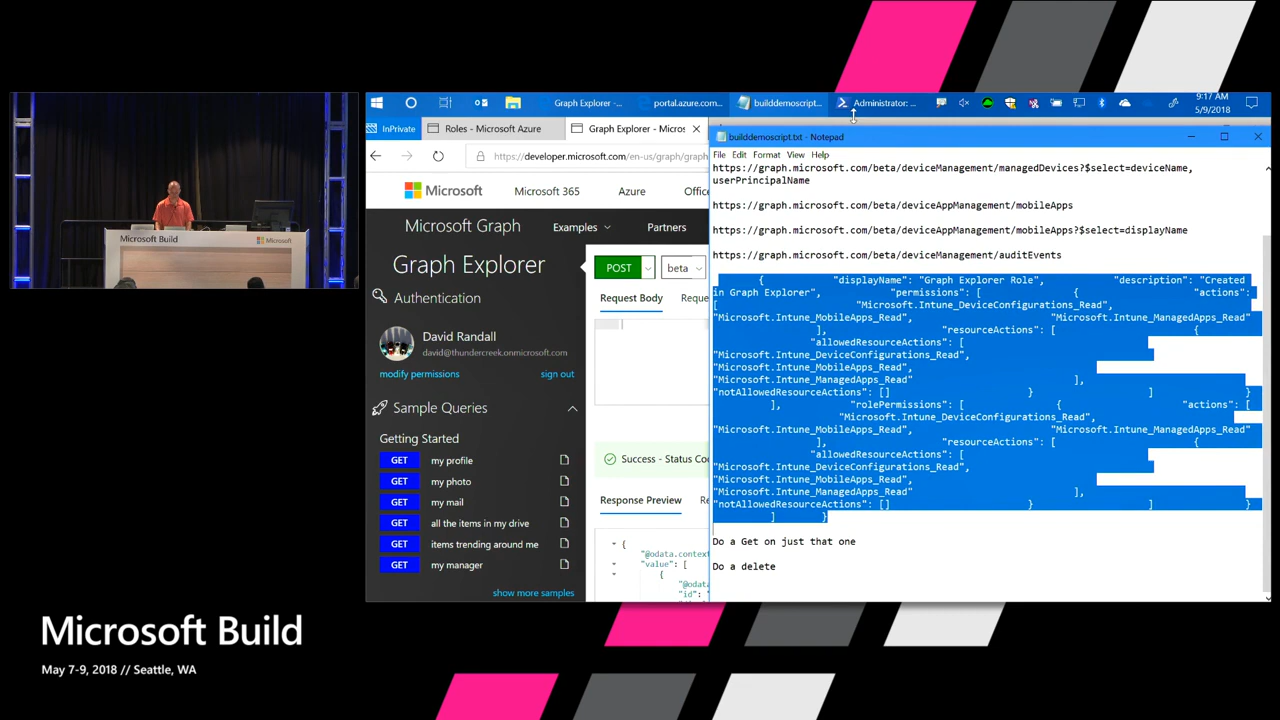 Graph Explorer -...
portal.azure.com...
builddemoscript...
Administrator: ...
9:17 AM
5/9/2018
InPrivate
Roles - Microsoft Azure
Graph Explorer - Micros
builddemoscript.txt - Notepad
https://developer.microsoft.com/en-us/graph/graph
File Edit Format View Help
Microsoft
Microsoft 365
Azure
Offic
Microsoft Graph
Examples
Partners
Graph Explorer
Authentication
David Randall
david@thundercreek.onmicrosoft.com
modify permissions
sign out
Sample Queries
Getting Started
GET my profile
GET my photo
GET my mail
GET all the items in my drive
GET items trending around me
GET my manager
show more samples
POST
beta
Request Body
Reque
Success - Status Co
Response Preview
Re
{
"@odata.context
"value": [
{
"@oda
"id":
"di
https://graph.microsoft.com/beta/deviceManagement/managedDevices?$select=deviceName,
userPrincipalName
https://graph.microsoft.com/beta/deviceAppManagement/mobileApps
https://graph.microsoft.com/beta/deviceAppManagement/mobileApps?$select=displayName
https://graph.microsoft.com/beta/deviceManagement/auditEvents
{ "displayName": "Graph Explorer Role", "description": "Created
in Graph Explorer", "permissions": [ { "actions":
[ "Microsoft.Intune_DeviceConfigurations_Read",
"Microsoft.Intune_MobileApps_Read", "Microsoft.Intune_ManagedApps_Read"
], "resourceActions": [ {
"allowedResourceActions": [
"Microsoft.Intune_DeviceConfigurations_Read",
"Microsoft.Intune_MobileApps_Read",
"Microsoft.Intune_ManagedApps_Read" ],
"notAllowedResourceActions": [] } ] }
], "rolePermissions": [ { "actions": [
"Microsoft.Intune_DeviceConfigurations_Read",
"Microsoft.Intune_MobileApps_Read", "Microsoft.Intune_ManagedApps_Read"
], "resourceActions": [ {
"allowedResourceActions": [
"Microsoft.Intune_DeviceConfigurations_Read",
"Microsoft.Intune_MobileApps_Read",
"Microsoft.Intune_ManagedApps_Read" ],
"notAllowedResourceActions": [] } ] }
] }
Do a Get on just that one
Do a delete
Microsoft Build
Microsoft
Microsoft Build
May 7-9, 2018 // Seattle, WA